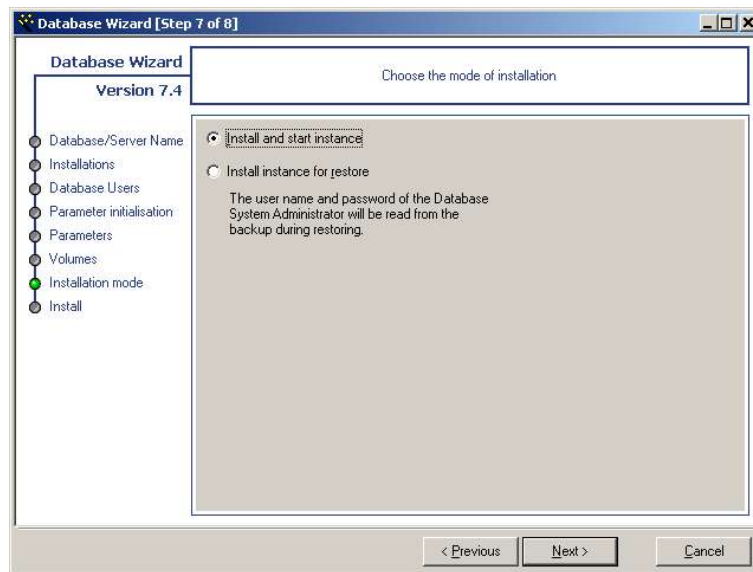 Database Wizard [Step 7 of 8]
Database Wizard
Version 7.4
Choose the mode of installation
Database/Server Name
Installations
Database Users
Parameter initialisation
Parameters
Volumes
Installation mode
Install
Install and start instance
Install instance for restore
The user name and password of the Database
System Administrator will be read from the
backup during restoring.
< Previous
Next >
Cancel